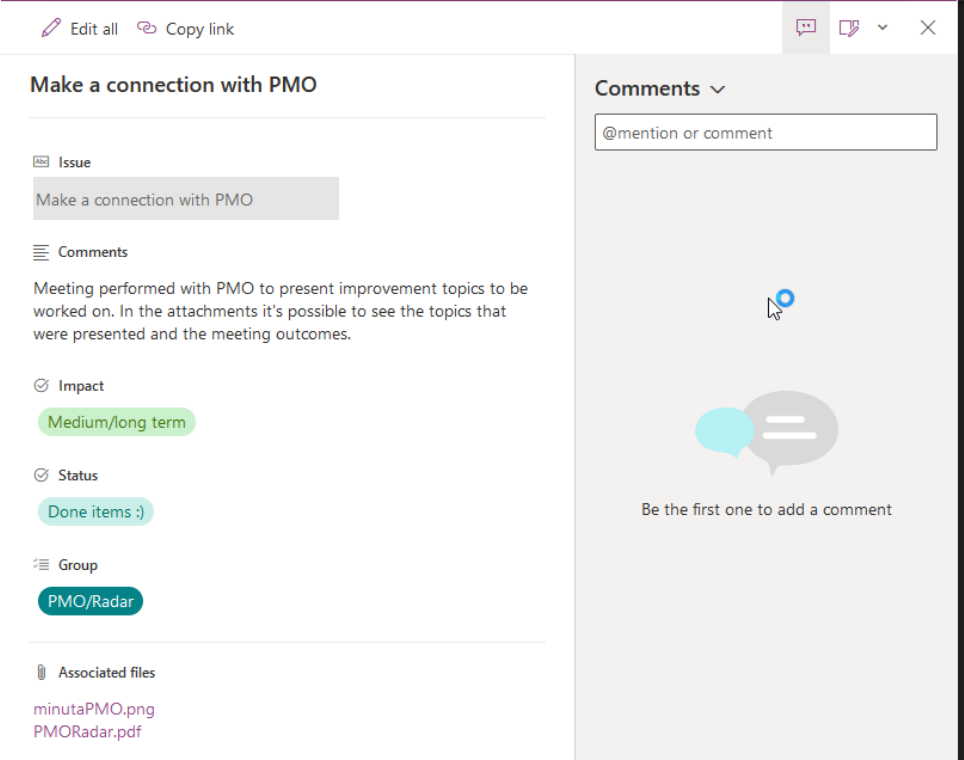 Edit all
Copy link
Make a connection with PMO
Abc Issue
Make a connection with PMO
Comments
Meeting performed with PMO to present improvement topics to be
worked on. In the attachments it's possible to see the topics that
were presented and the meeting outcomes.
Impact
Medium/long term
Status
Done items :)
Group
PMO/Radar
Associated files
minutaPMO.png
PMORadar.pdf
Comments
@mention or comment
Be the first one to add a comment